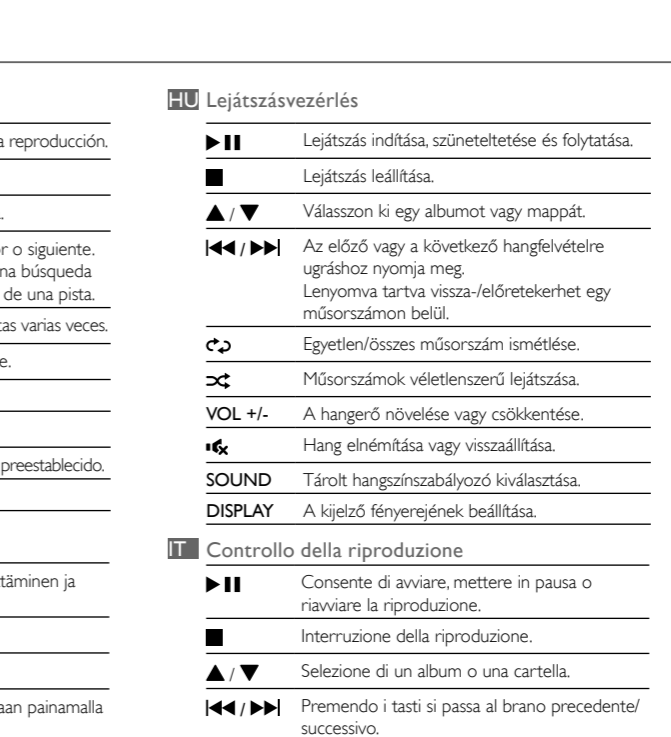 a reproducción.
.
r o siguiente.
na búsqueda
de una pista.
tas varias veces.
e.
preestablecido.
täminen ja
aan painamalla
HU Lejátszásvezérlés
▶❚❚ Lejátszás indítása, szüneteltetése és folytatása.
■ Lejátszás leállítása.
▲ / ▼ Válasszon ki egy albumot vagy mappát.
|◀◀ / ▶▶| Az előző vagy a következő hangfelvételre
ugráshoz nyomja meg.
Lenyomva tartva vissza-/előretekerhet egy
műsorszámon belül.
Egyetlen/összes műsorszám ismétlése.
Műsorszámok véletlenszerű lejátszása.
VOL +/- A hangerő növelése vagy csökkentése.
Hang elnémítása vagy visszaállítása.
SOUND Tárolt hangszínszabályozó kiválasztása.
DISPLAY A kijelző fényerejének beállítása.
IT Controllo della riproduzione
▶❚❚ Consente di avviare, mettere in pausa o
riavviare la riproduzione.
■ Interruzione della riproduzione.
▲ / ▼ Selezione di un album o una cartella.
|◀◀ / ▶▶| Premendo i tasti si passa al brano precedente/
successivo.